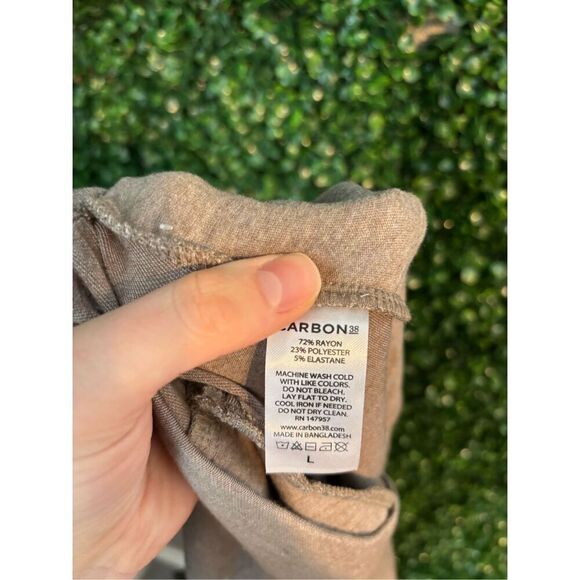 CARBON38
72% RAYON
23% POLYESTER
5% ELASTANE
MACHINE WASH COLD
WITH LIKE COLORS.
DO NOT BLEACH.
LAY FLAT TO DRY.
COOL IRON IF NEEDED
DO NOT DRY CLEAN.
RN 147957
www.carbon38.com
MADE IN BANGLADESH
L